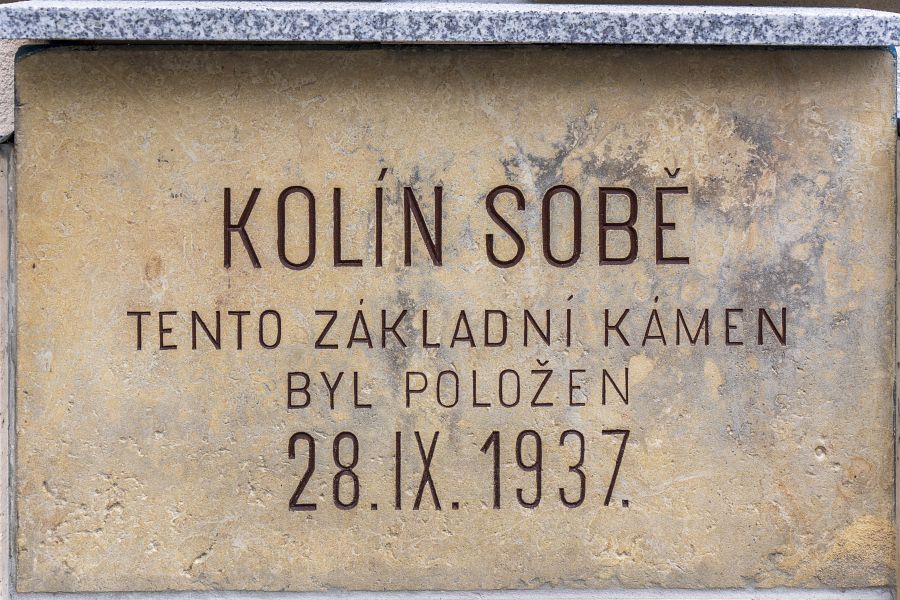 KOLÍN SOBĚ
TENTO ZÁKLADNÍ KÁMEN
BYL POLOŽEN
28.IX.1937.